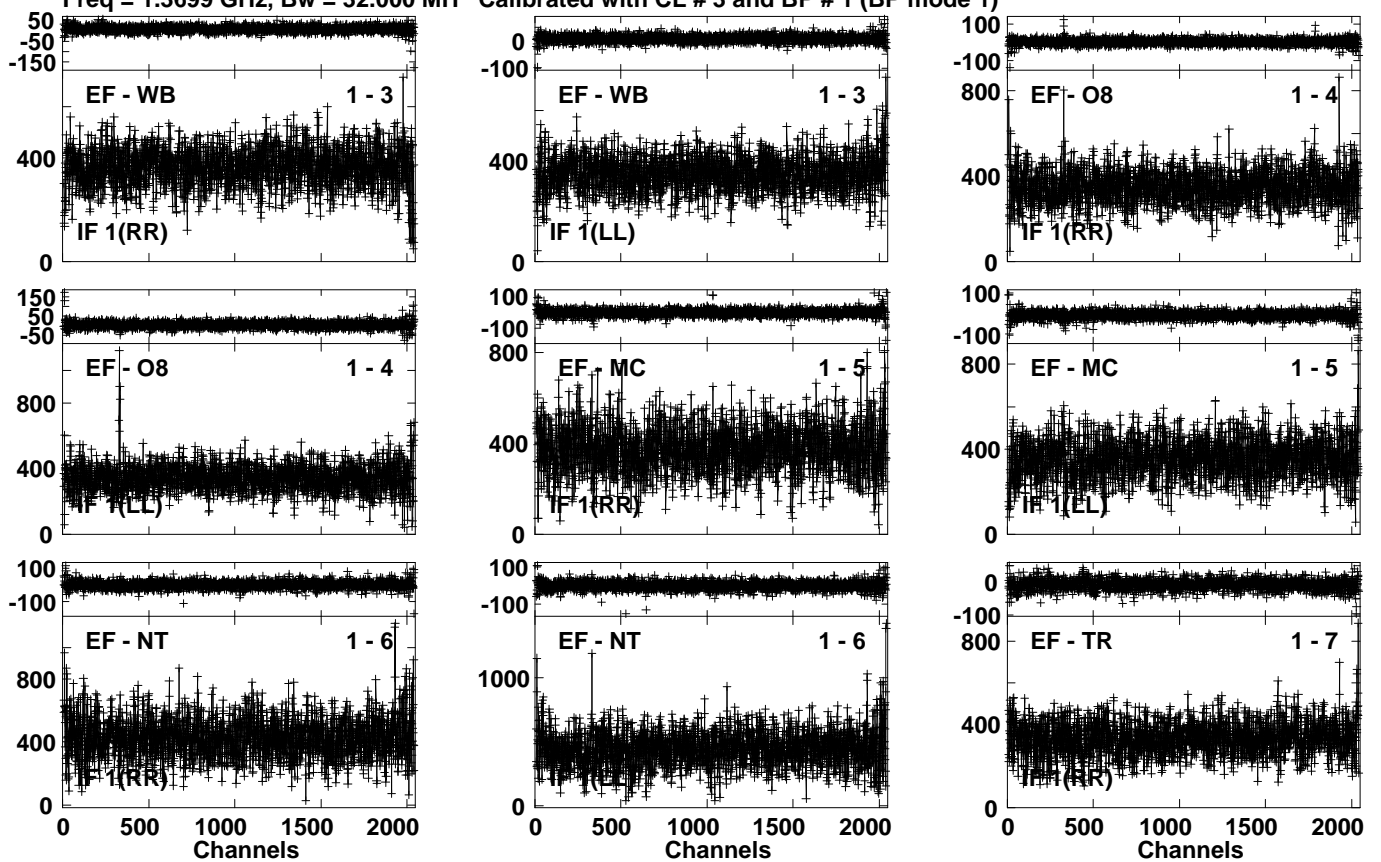 Freq = 1.5699 GHz, Bw = 32.000 MH Calibrated with CL # 3 and BP # 1 (BP mode 1)
50
-50
-150
EF - WB 1 - 3
400
IF 1(RR)
0
0
-100
EF - WB 1 - 3
400
IF 1(LL)
0
100
-100
800
EF - O8 1 - 4
400
IF 1(RR)
0
150
50
-50
EF - O8 1 - 4
800
400
IF 1(LL)
0
100
-100
800
EF - MC 1 - 5
400
IF 1(RR)
0
100
-100
800
EF - MC 1 - 5
400
IF 1(LL)
0
100
-100
EF - NT 1 - 6
800
400
IF 1(RR)
0
0 500 1000 1500 2000
Channels
100
-100
EF - NT 1 - 6
1000
IF 1(LL)
0
0 500 1000 1500 2000
Channels
0
-100
800
EF - TR 1 - 7
400
IF 1(RR)
0
0 500 1000 1500 2000
Channels